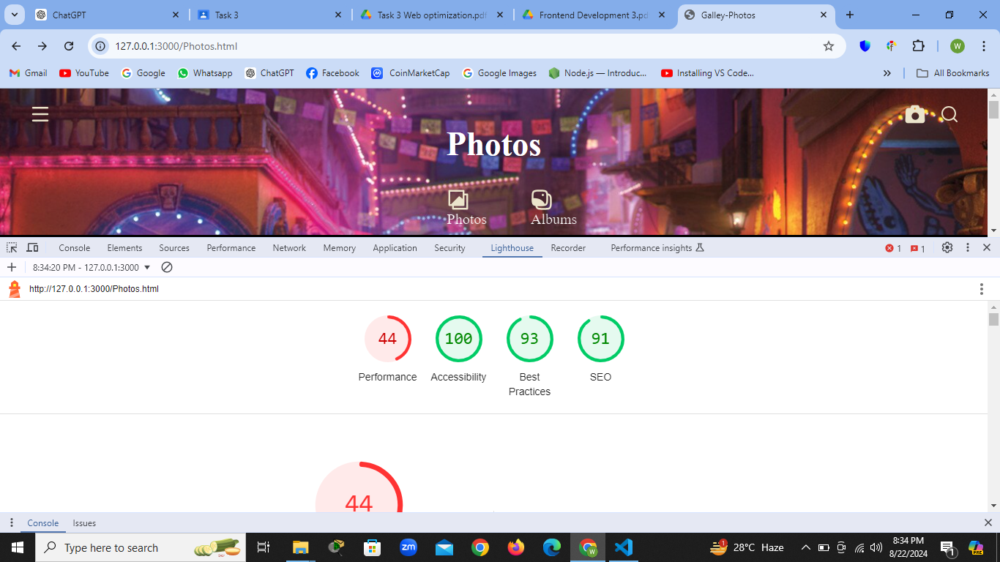 ChatGPT
Task 3
Task 3 Web optimization.pdf
Frontend Development 3.pd
Galley-Photos
127.0.0.1:3000/Photos.html
W
Gmail
YouTube
Google
Whatsapp
ChatGPT
Facebook
CoinMarketCap
Google Images
Node.js — Introduc...
Installing VS Code...
All Bookmarks
Photos
Photos
Albums
Console
Elements
Sources
Performance
Network
Memory
Application
Security
Lighthouse
Recorder
Performance insights
1
1
8:34:20 PM - 127.0.0.1:3000
http://127.0.0.1:3000/Photos.html
44
100
93
91
Performance
Accessibility
Best
Practices
SEO
44
Console
Issues
Type here to search
zm
W
1
28°C Haze
8:34 PM
8/22/2024
1
PRE